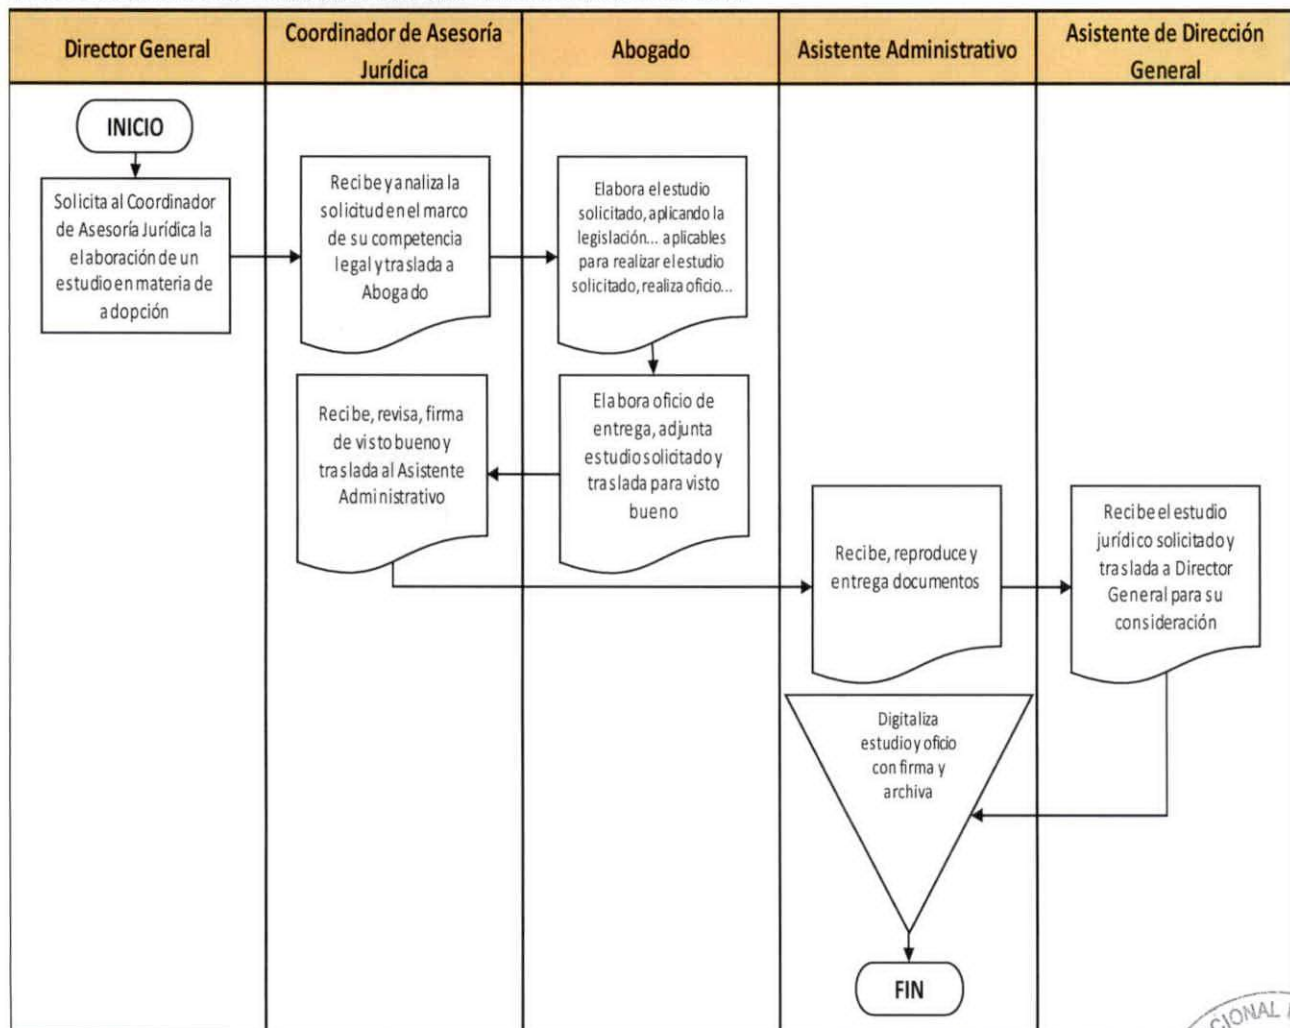 Director General
Coordinador de Asesoría
Jurídica
Abogado
Asistente Administrativo
Asistente de Dirección
General
INICIO
Solicita al Coordinador
de Asesoría Jurídica la
elaboración de un
estudio en materia de
adopción
Recibe y analiza la
solicitud en el marco
de su competencia
legal y traslada a
Abogado
Elabora el estudio
solicitado, aplicando la
legislación... aplicables
para realizar el estudio
solicitado, realiza oficio...
Recibe, revisa, firma
de visto bueno y
traslada al Asistente
Administrativo
Elabora oficio de
entrega, adjunta
estudio solicitado y
traslada para visto
bueno
Recibe, reproduce y
entrega documentos
Recibe el estudio
jurídico solicitado y
traslada a Director
General para su
consideración
Digitaliza
estudio y oficio
con firma y
archiva
FIN